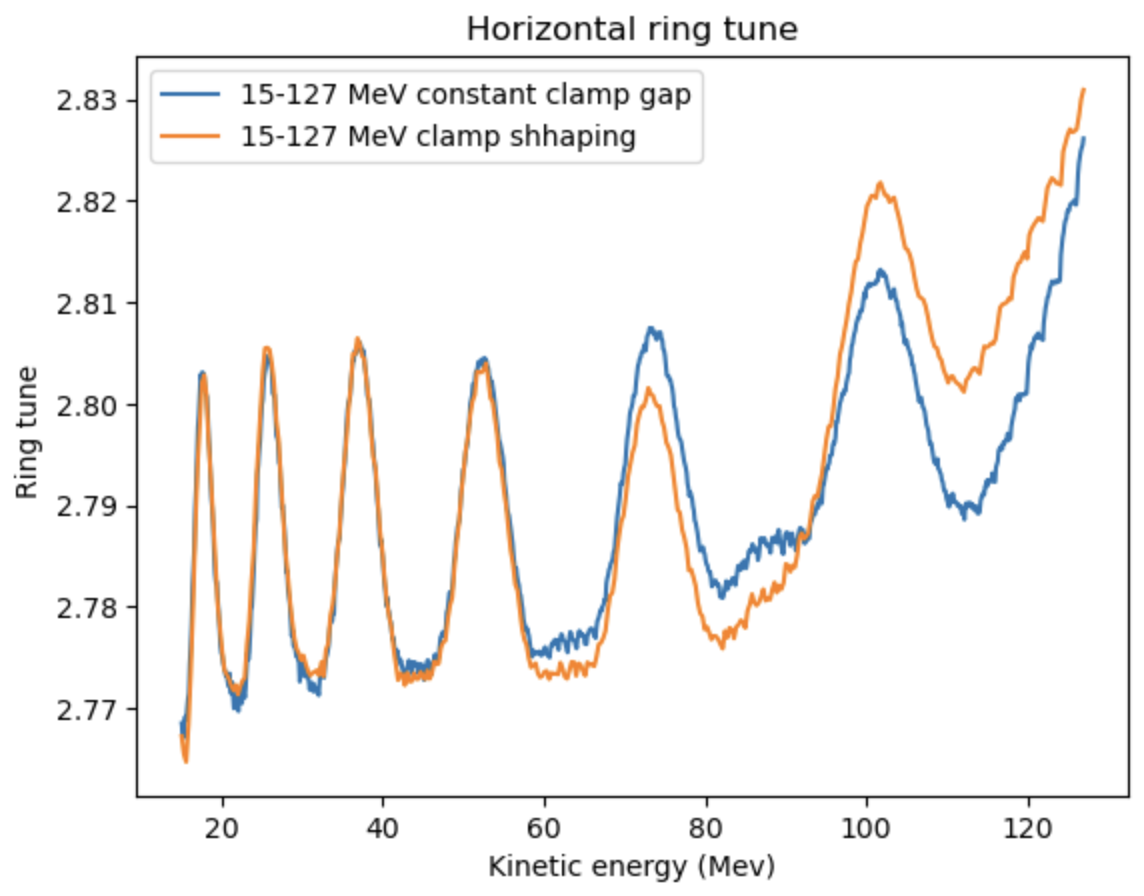 Horizontal ring tune
15-127 MeV constant clamp gap
15-127 MeV clamp shhaping
2.83
2.82
2.81
2.80
2.79
2.78
2.77
Ring tune
20 40 60 80 100 120
Kinetic energy (Mev)